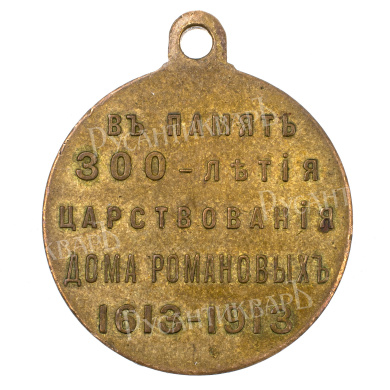 ВЪ ПАМЯТЬ
300-ЛѢТІЯ
ЦАРСТВОВАНІЯ
ДОМА РОМАНОВЫХЪ
1613-1913